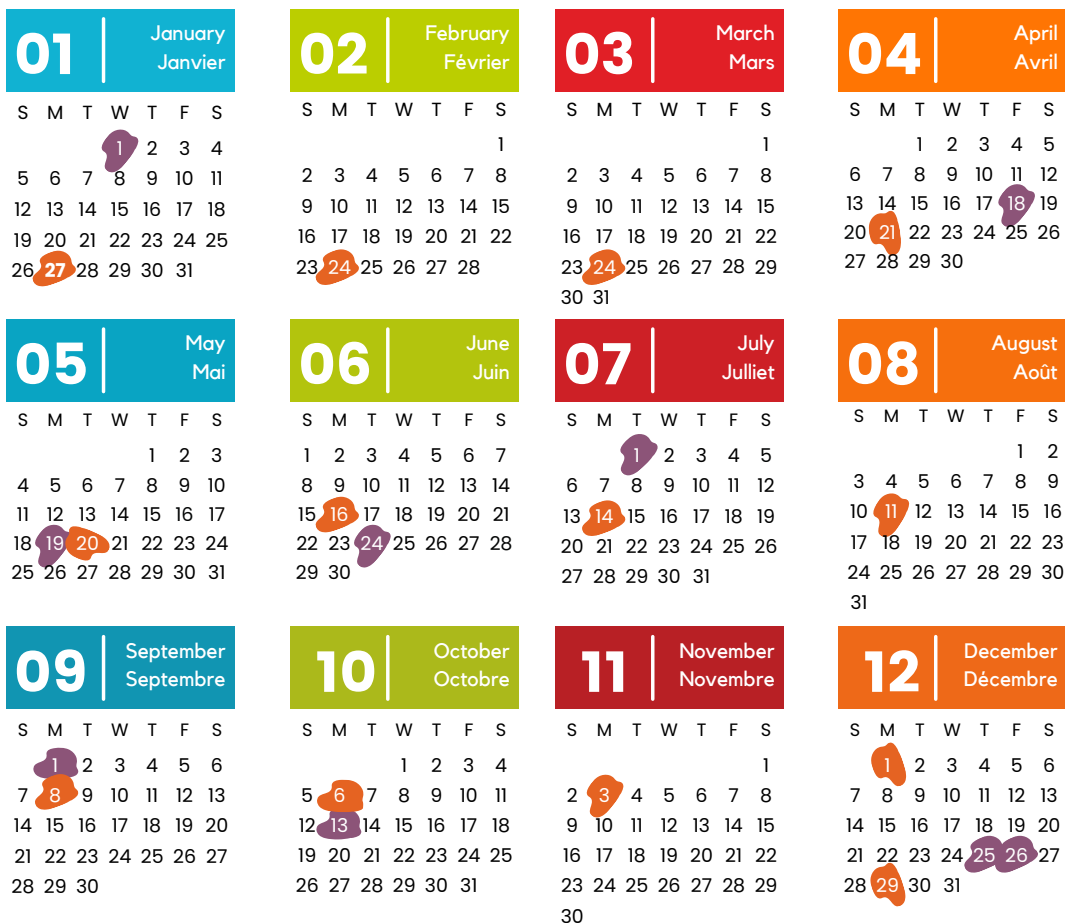 01 January
Janvier
S M T W T F S
1 2 3 4
5 6 7 8 9 10 11
12 13 14 15 16 17 18
19 20 21 22 23 24 25
26 27 28 29 30 31
02 February
Février
S M T W T F S
1
2 3 4 5 6 7 8
9 10 11 12 13 14 15
16 17 18 19 20 21 22
23 24 25 26 27 28
03 March
Mars
S M T W T F S
1
2 3 4 5 6 7 8
9 10 11 12 13 14 15
16 17 18 19 20 21 22
23 24 25 26 27 28 29
30 31
04 April
Avril
S M T W T F S
1 2 3 4 5
6 7 8 9 10 11 12
13 14 15 16 17 18 19
20 21 22 23 24 25 26
27 28 29 30
05 May
Mai
S M T W T F S
1 2 3
4 5 6 7 8 9 10
11 12 13 14 15 16 17
18 19 20 21 22 23 24
25 26 27 28 29 30 31
06 June
Juin
S M T W T F S
1 2 3 4 5 6 7
8 9 10 11 12 13 14
15 16 17 18 19 20 21
22 23 24 25 26 27 28
29 30
07 July
Julliet
S M T W T F S
1 2 3 4 5
6 7 8 9 10 11 12
13 14 15 16 17 18 19
20 21 22 23 24 25 26
27 28 29 30 31
08 August
Août
S M T W T F S
1 2
3 4 5 6 7 8 9
10 11 12 13 14 15 16
17 18 19 20 21 22 23
24 25 26 27 28 29 30
31
09 September
Septembre
S M T W T F S
1 2 3 4 5 6
7 8 9 10 11 12 13
14 15 16 17 18 19 20
21 22 23 24 25 26 27
28 29 30
10 October
Octobre
S M T W T F S
1 2 3 4
5 6 7 8 9 10 11
12 13 14 15 16 17 18
19 20 21 22 23 24 25
26 27 28 29 30 31
11 November
Novembre
S M T W T F S
1
2 3 4 5 6 7 8
9 10 11 12 13 14 15
16 17 18 19 20 21 22
23 24 25 26 27 28 29
30
12 December
Décembre
S M T W T F S
1 2 3 4 5 6
7 8 9 10 11 12 13
14 15 16 17 18 19 20
21 22 23 24 25 26 27
28 29 30 31